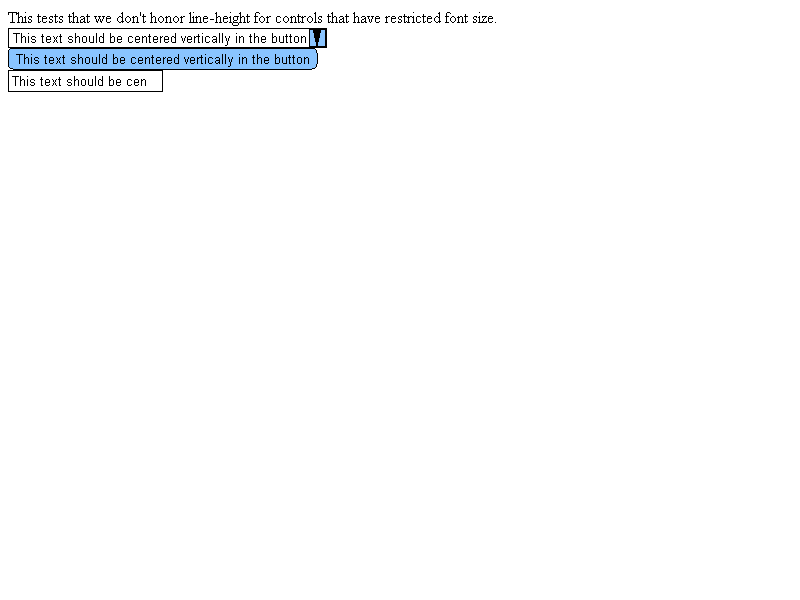 This tests that we don't honor line-height for controls that have restricted font size.
This text should be centered vertically in the button
This text should be centered vertically in the button
This text should be cen